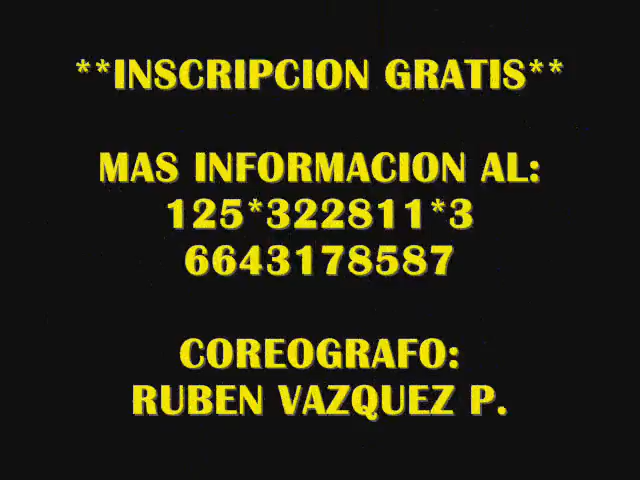 **INSCRIPCION GRATIS**
MAS INFORMACION AL:
125*322811*3
6643178587
COREOGRAFO:
RUBEN VAZQUEZ P.